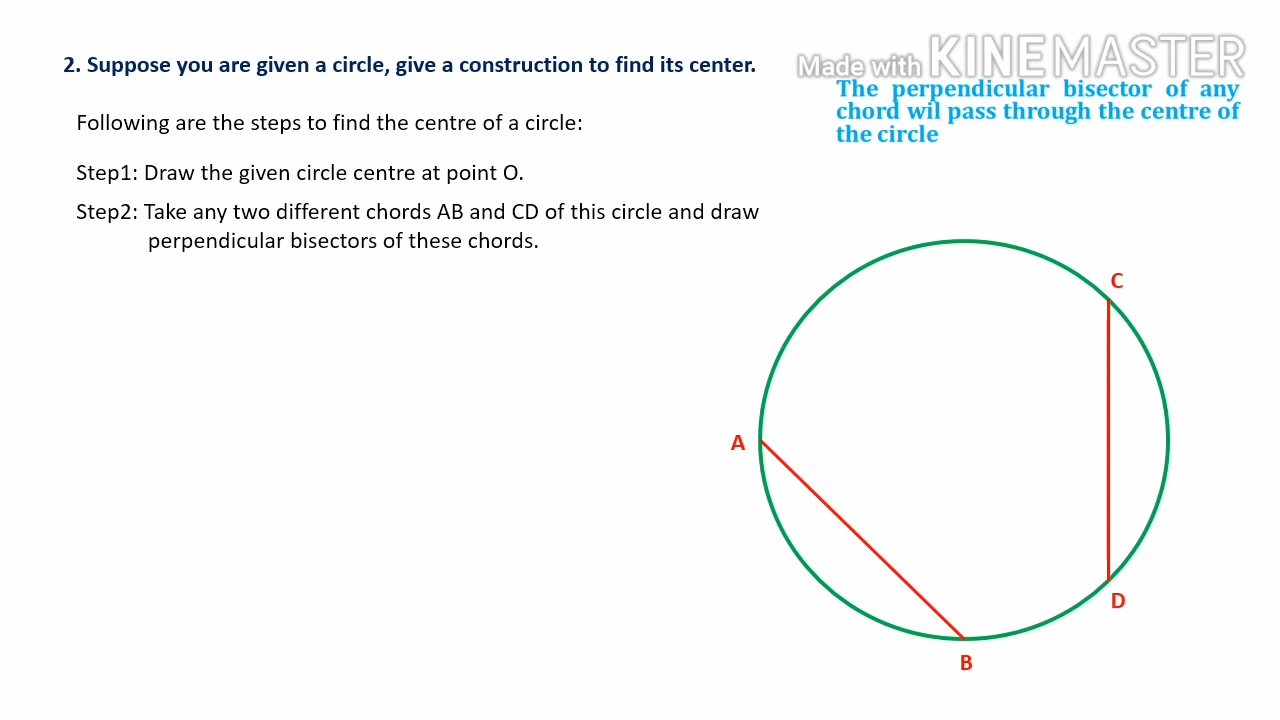 Made with KINEMASTER
2. Suppose you are given a circle, give a construction to find its center.
The perpendicular bisector of any
chord wil pass through the centre of
the circle
Following are the steps to find the centre of a circle:
Step1: Draw the given circle centre at point O.
Step2: Take any two different chords AB and CD of this circle and draw
perpendicular bisectors of these chords.
C
A
D
B